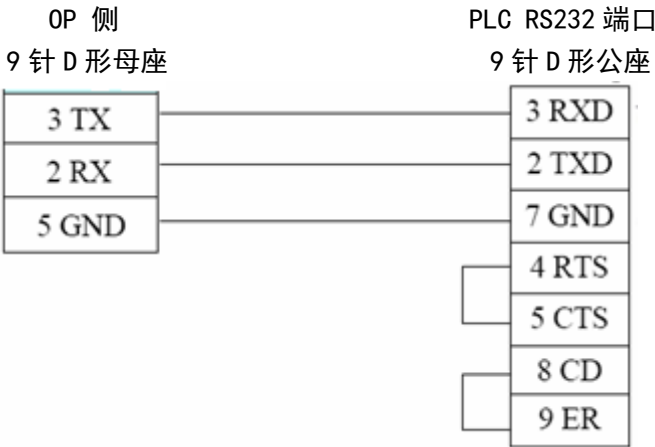 OP 侧
9 针 D 形母座
3 TX
2 RX
5 GND
PLC RS232 端口
9 针 D 形公座
3 RXD
2 TXD
7 GND
4 RTS
5 CTS
8 CD
9 ER